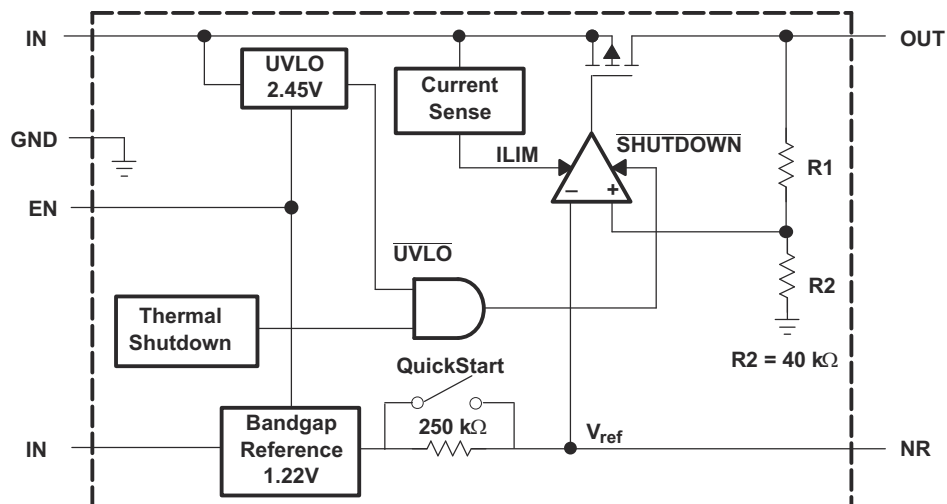 IN
OUT
UVLO
2.45V
Current
Sense
GND
SHUTDOWN
ILIM
R1
− +
EN
UVLO
R2
Thermal
Shutdown
R2 = 40 kΩ
QuickStart
Bandgap
Reference
1.22V
250 kΩ
Vref
IN
NR